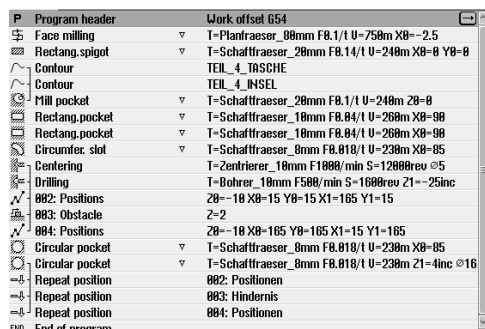 P Program header Work offset G54
Face milling ▿ T=Planfraeser_80mm F0.1/t V=750m X0=-2.5
Rectang.spigot ▿ T=Schaftfraeser_20mm F0.14/t V=240m X0=0 Y0=0
Contour TEIL_4_TASCHE
Contour TEIL_4_INSEL
Mill pocket ▿ T=Schaftfraeser_20mm F0.1/t V=240m Z0=0
Rectang.pocket ▿ T=Schaftfraeser_10mm F0.04/t V=260m X0=90
Rectang.pocket ▿ T=Schaftfraeser_10mm F0.04/t V=260m X0=90
Circumfer. slot ▿ T=Schaftfraeser_8mm F0.018/t V=230m X0=85
Centering T=Zentrierer_10mm F1000/min S=12000rev ∅5
Drilling T=Bohrer_10mm F500/min S=1600rev Z1=-25inc
002: Positions Z0=-10 X0=15 Y0=15 X1=165 Y1=15
003: Obstacle Z=2
004: Positions Z0=-10 X0=165 Y0=165 X1=15 Y1=165
Circular pocket ▿ T=Schaftfraeser_8mm F0.018/t V=230m X0=85
Circular pocket ▿ T=Schaftfraeser_8mm F0.018/t V=230m Z1=4inc ∅16
Repeat position 002: Positionen
Repeat position 003: Hindernis
Repeat position 004: Positionen
END End of program